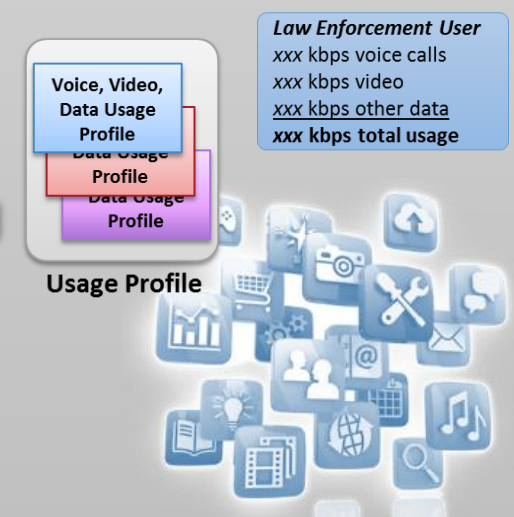 Law Enforcement User
xxx kbps voice calls
xxx kbps video
xxx kbps other data
xxx kbps total usage
Voice, Video,
Data Usage
Profile
Data Usage
Profile
Data Usage
Profile
Usage Profile
@